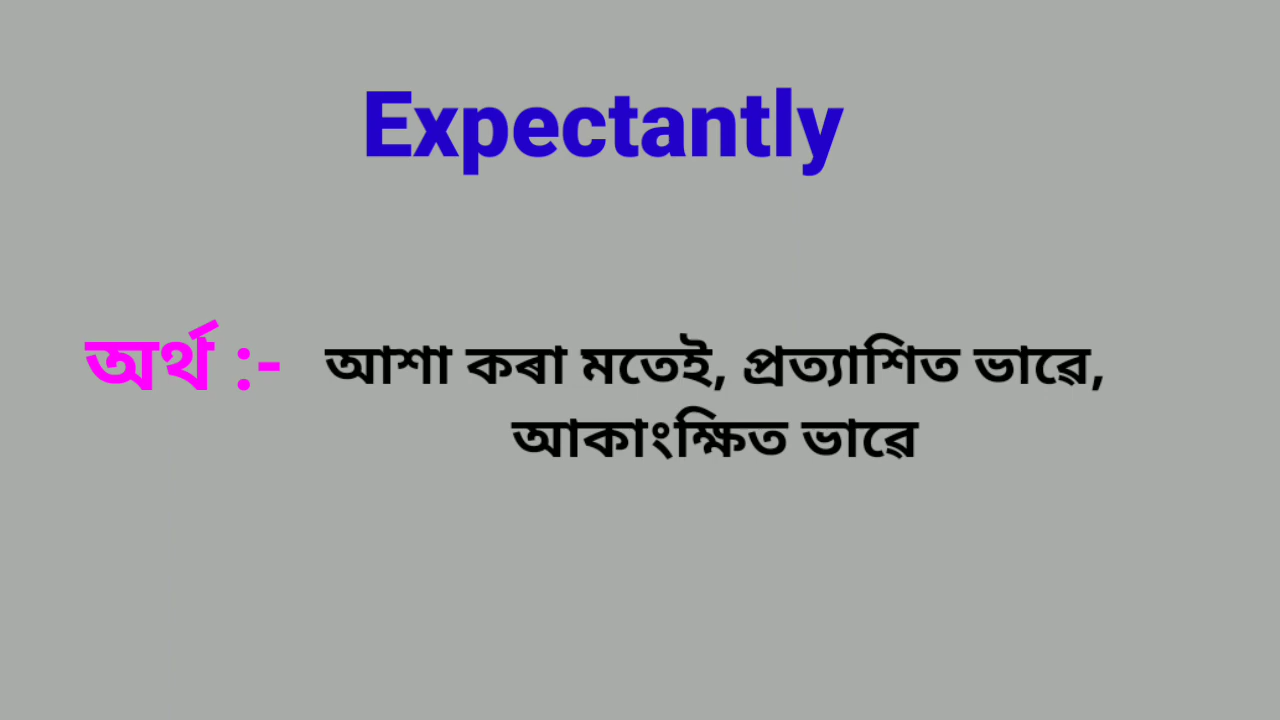 Expectantly
অৰ্থ :- আশা কৰা মতেই, প্ৰত্যাশিত ভাৱে,
আকাংক্ষিত ভাৱে